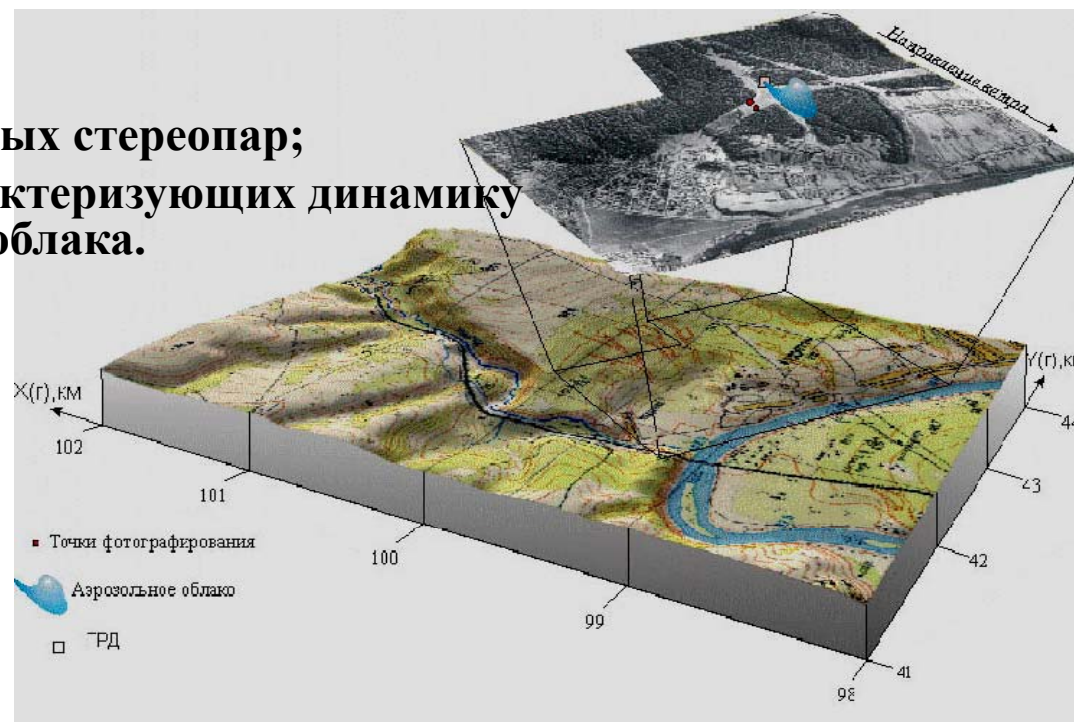 Направление ветра
ых стереопар;
ктеризующих динамику
облака.
X(г),км
Y(г),к
102
101
100
99
98
44
43
42
41
Точки фотографирования
Аэрозольное облако
ГРД